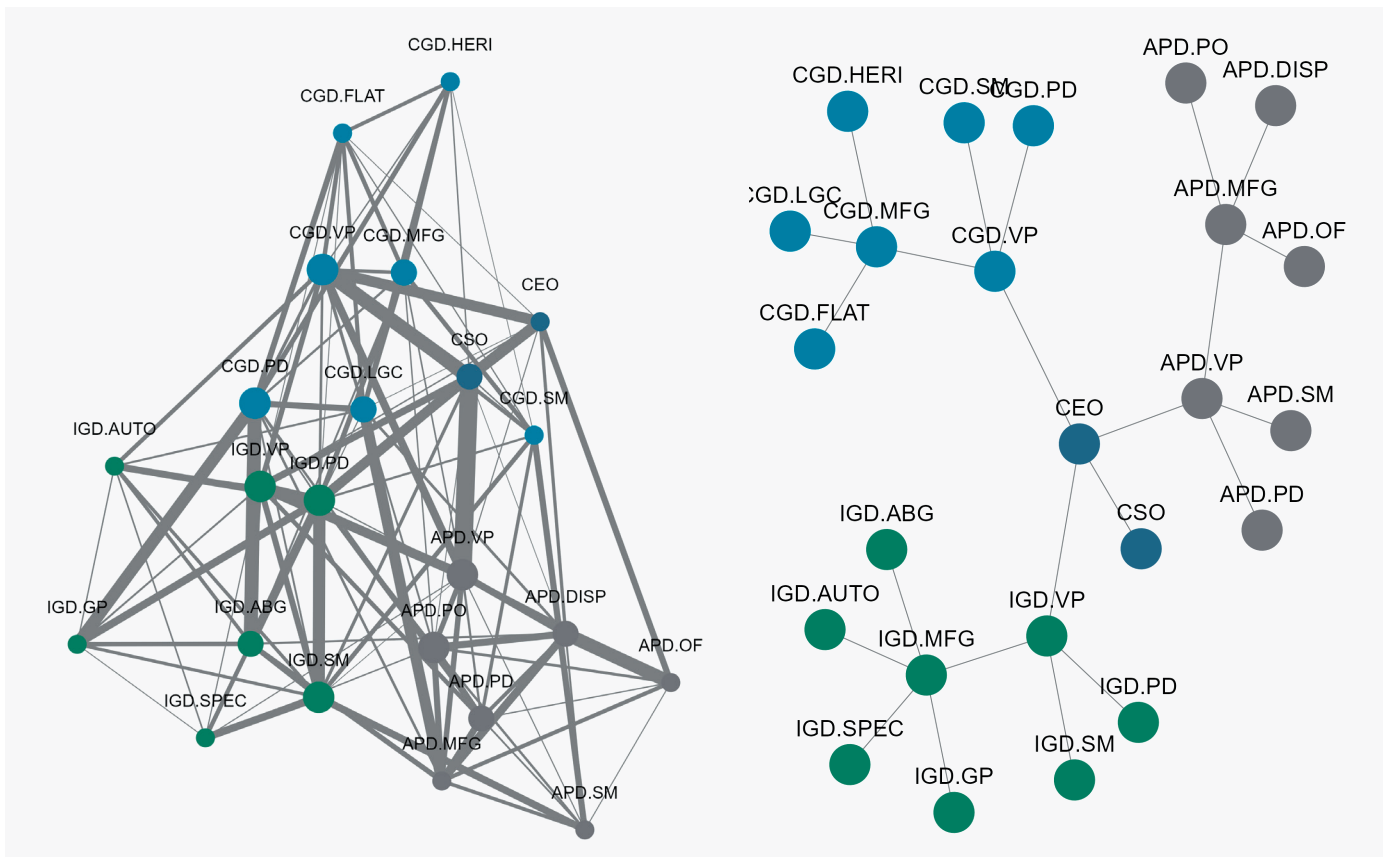 CGD.HERI
CGD.FLAT
CGD.VP
CGD.MFG
CEO
CSO
CGD.PD
CGD.LGC
CGD.SM
IGD.AUTO
IGD.VP
IGD.PD
APD.VP
IGD.GP
IGD.ABG
APD.PO
APD.DISP
APD.OF
IGD.SM
APD.PD
IGD.SPEC
APD.MFG
APD.SM
APD.PO
APD.DISP
CGD.HERI
CGD.SM
CGD.PD
APD.MFG
CGD.LGC
CGD.MFG
CGD.VP
APD.OF
CGD.FLAT
APD.VP
APD.SM
CEO
APD.PD
IGD.ABG
CSO
IGD.AUTO
IGD.VP
IGD.MFG
IGD.PD
IGD.SPEC
IGD.SM
IGD.GP